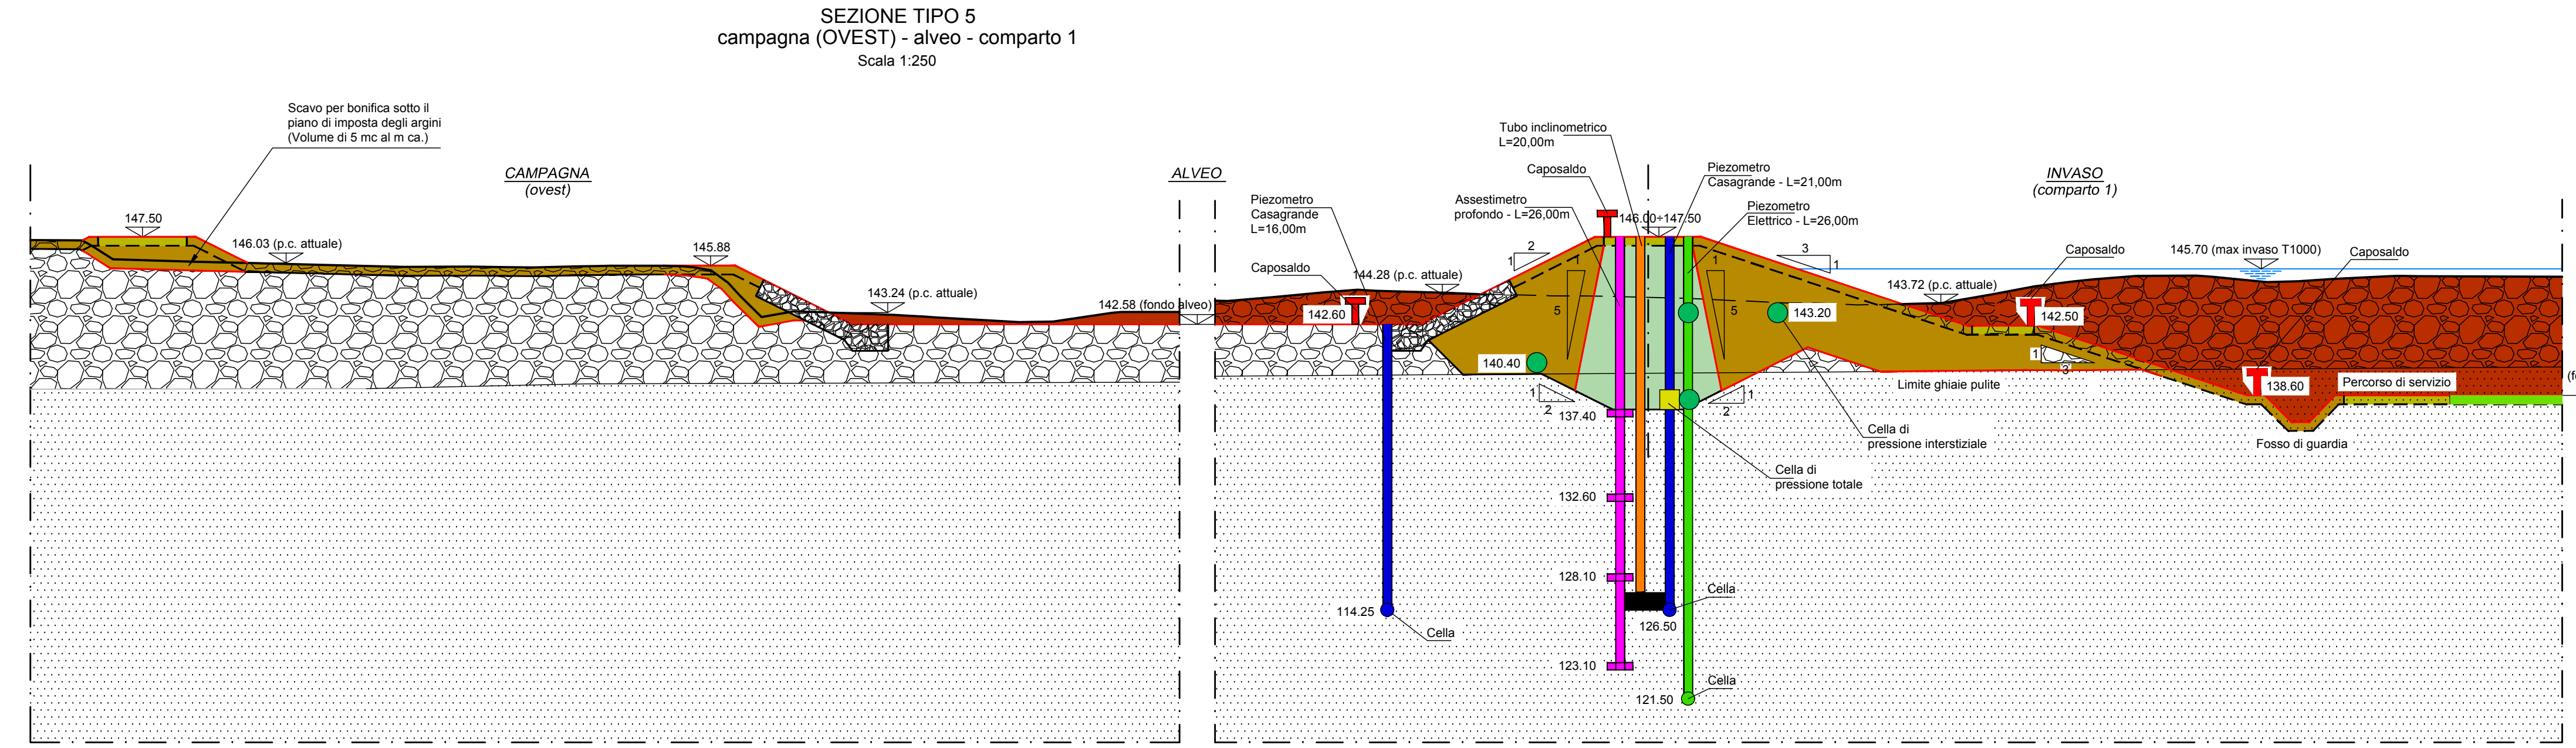 SEZIONE TIPO 5
campagna (OVEST) - alveo - comparto 1
Scala 1:250
Scavo per bonifica sotto il
piano di imposta degli argini
(Volume di 5 mc al m ca.)
CAMPAGNA
(ovest)
ALVEO
INVASO
(comparto 1)
147.50
146.03 (p.c. attuale)
145.88
143.24 (p.c. attuale)
142.58 (fondo alveo)
Piezometro
Casagrande
L=16,00m
Caposaldo
142.60
144.28 (p.c. attuale)
Tubo inclinometrico
L=20,00m
Caposaldo
Assestimetro
profondo - L=26,00m
146.00÷147.50
Piezometro
Casagrande - L=21,00m
Piezometro
Elettrico - L=26,00m
2
1
1
5
1
5
3
1
143.20
140.40
1
2
1
2
137.40
132.60
128.10
123.10
114.25
Cella
126.50
Cella
121.50
Cella
Cella di
pressione interstiziale
Cella di
pressione totale
143.72 (p.c. attuale)
Caposaldo
142.50
145.70 (max invaso T1000)
Caposaldo
1
3
Limite ghiaie pulite
138.60
Percorso di servizio
Fosso di guardia